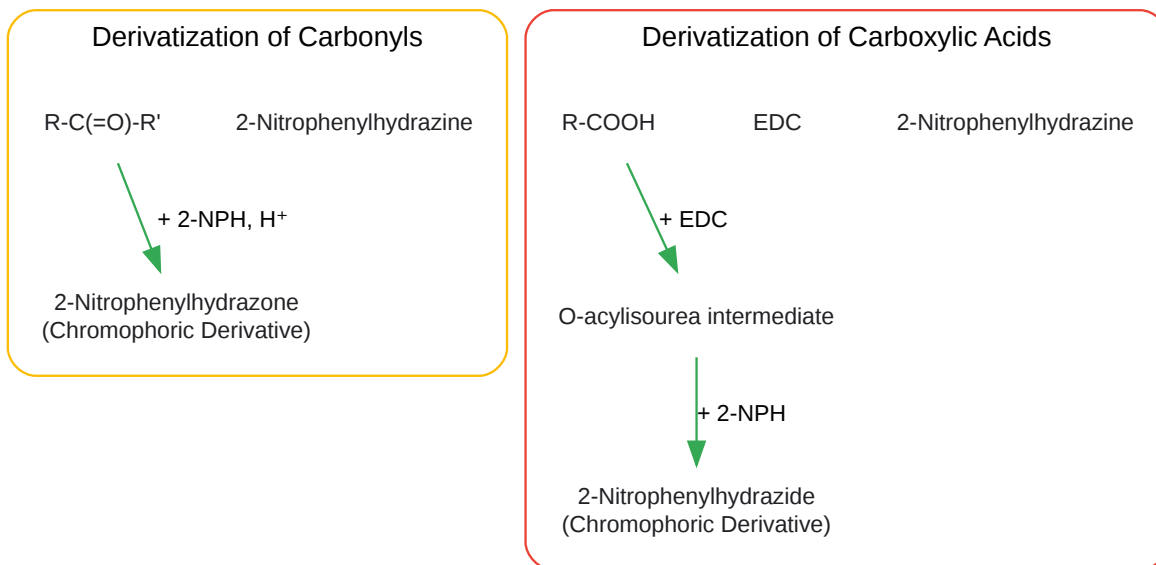 Derivatization of Carbonyls
R-C(=O)-R'
2-Nitrophenylhydrazine
+ 2-NPH, H⁺
2-Nitrophenylhydrazone
(Chromophoric Derivative)
Derivatization of Carboxylic Acids
R-COOH
EDC
2-Nitrophenylhydrazine
+ EDC
O-acylisourea intermediate
+ 2-NPH
2-Nitrophenylhydrazide
(Chromophoric Derivative)